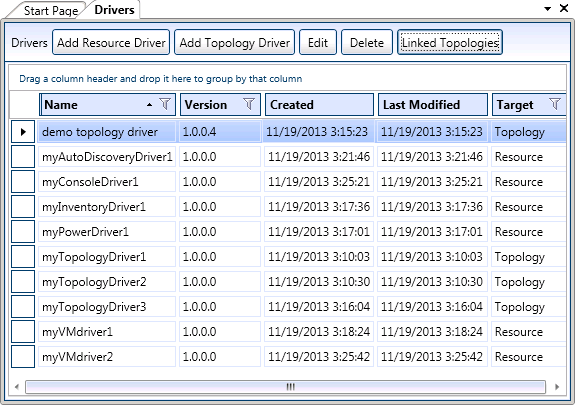 Start Page Drivers
Drivers Add Resource Driver Add Topology Driver Edit Delete Linked Topologies
Drag a column header and drop it here to group by that column
Name Version Created Last Modified Target
demo topology driver 1.0.0.4 11/19/2013 3:15:23 11/19/2013 3:15:23 Topology
myAutoDiscoveryDriver1 1.0.0.0 11/19/2013 3:21:46 11/19/2013 3:21:46 Resource
myConsoleDriver1 1.0.0.0 11/19/2013 3:25:21 11/19/2013 3:25:21 Resource
myInventoryDriver1 1.0.0.0 11/19/2013 3:17:36 11/19/2013 3:17:36 Resource
myPowerDriver1 1.0.0.0 11/19/2013 3:17:01 11/19/2013 3:17:01 Resource
myTopologyDriver1 1.0.0.0 11/19/2013 3:10:03 11/19/2013 3:10:03 Topology
myTopologyDriver2 1.0.0.0 11/19/2013 3:10:30 11/19/2013 3:10:30 Topology
myTopologyDriver3 1.0.0.0 11/19/2013 3:16:04 11/19/2013 3:16:04 Topology
myVMdriver1 1.0.0.0 11/19/2013 3:18:24 11/19/2013 3:18:24 Resource
myVMdriver2 1.0.0.0 11/19/2013 3:25:42 11/19/2013 3:25:42 Resource